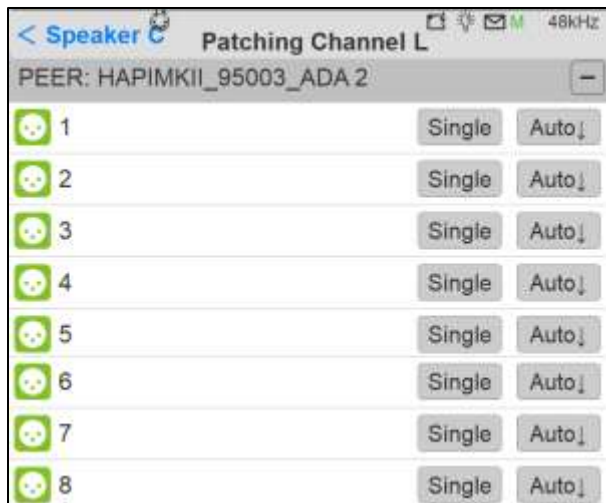 < Speaker C Patching Channel L M 48kHz
PEER: HAPIMKII_95003_ADA 2 −
1 Single Auto↓
2 Single Auto↓
3 Single Auto↓
4 Single Auto↓
5 Single Auto↓
6 Single Auto↓
7 Single Auto↓
8 Single Auto↓